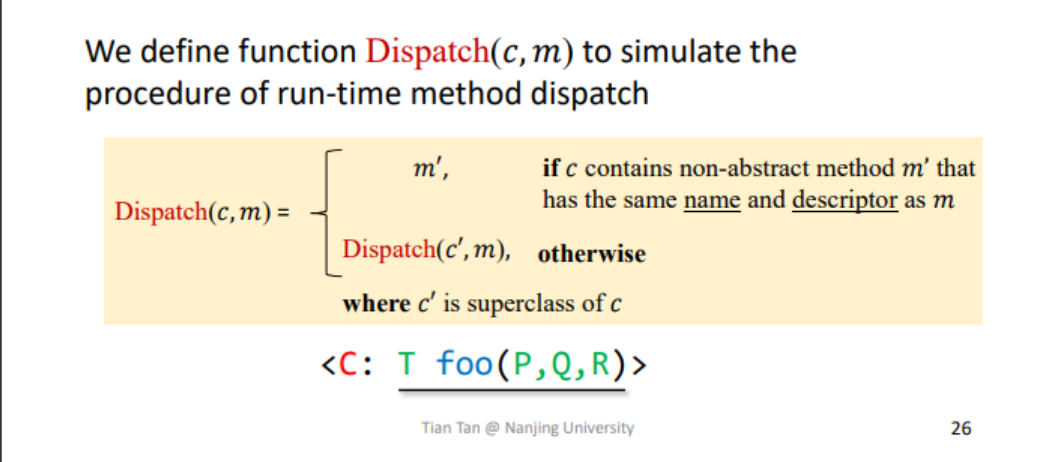 We define function Dispatch(c, m) to simulate the
procedure of run-time method dispatch
m′, if c contains non-abstract method m′ that
has the same name and descriptor as m
Dispatch(c, m) =
Dispatch(c′, m), otherwise
where c′ is superclass of c
<C: T foo(P,Q,R)>
Tian Tan @ Nanjing University 26